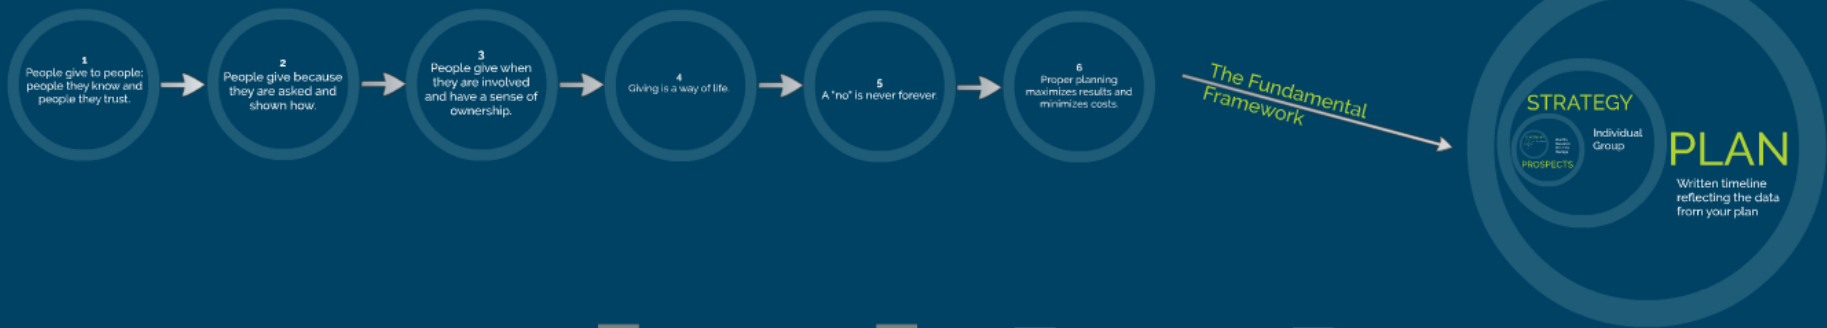 1
People give to people;
people they know and
people they trust.
2
People give because
they are asked and
shown how.
3
People give when
they are involved
and have a sense of
ownership.
4
Giving is a way of life.
5
A "no" is never forever.
6
Proper planning
maximizes results and
minimizes costs.
The Fundamental
Framework
STRATEGY
Individual
Group
PROSPECTS
PLAN
Written timeline
reflecting the data
from your plan